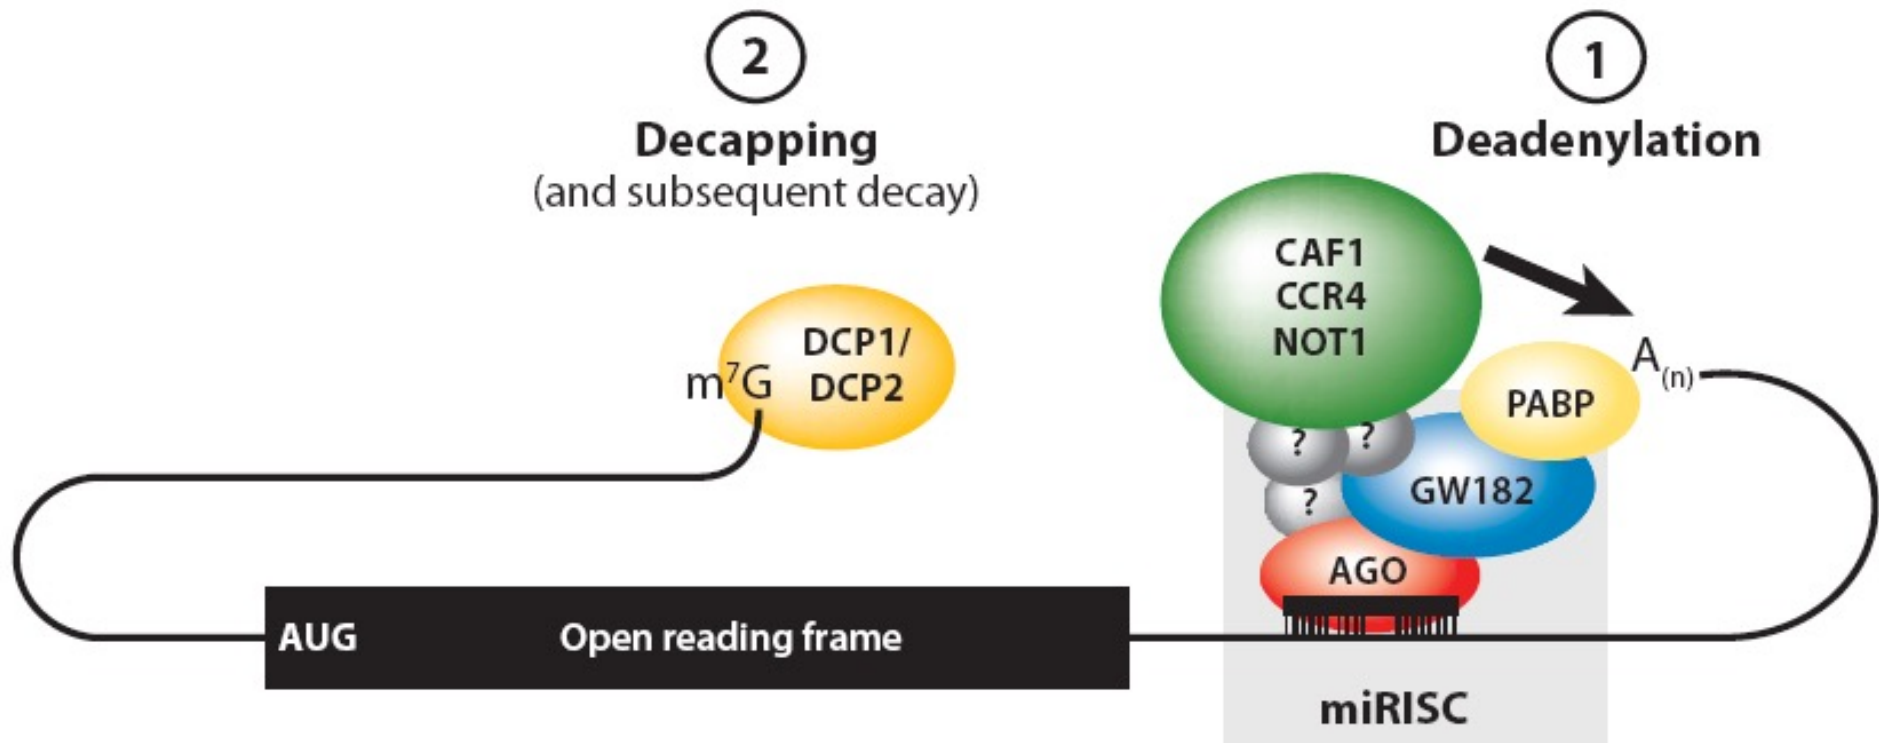 2
Decapping
(and subsequent decay)
1
Deadenylation
CAF1
CCR4
NOT1
DCP1/
DCP2
m⁷G
A(n)
PABP
?
?
?
GW182
AGO
AUG
Open reading frame
miRISC